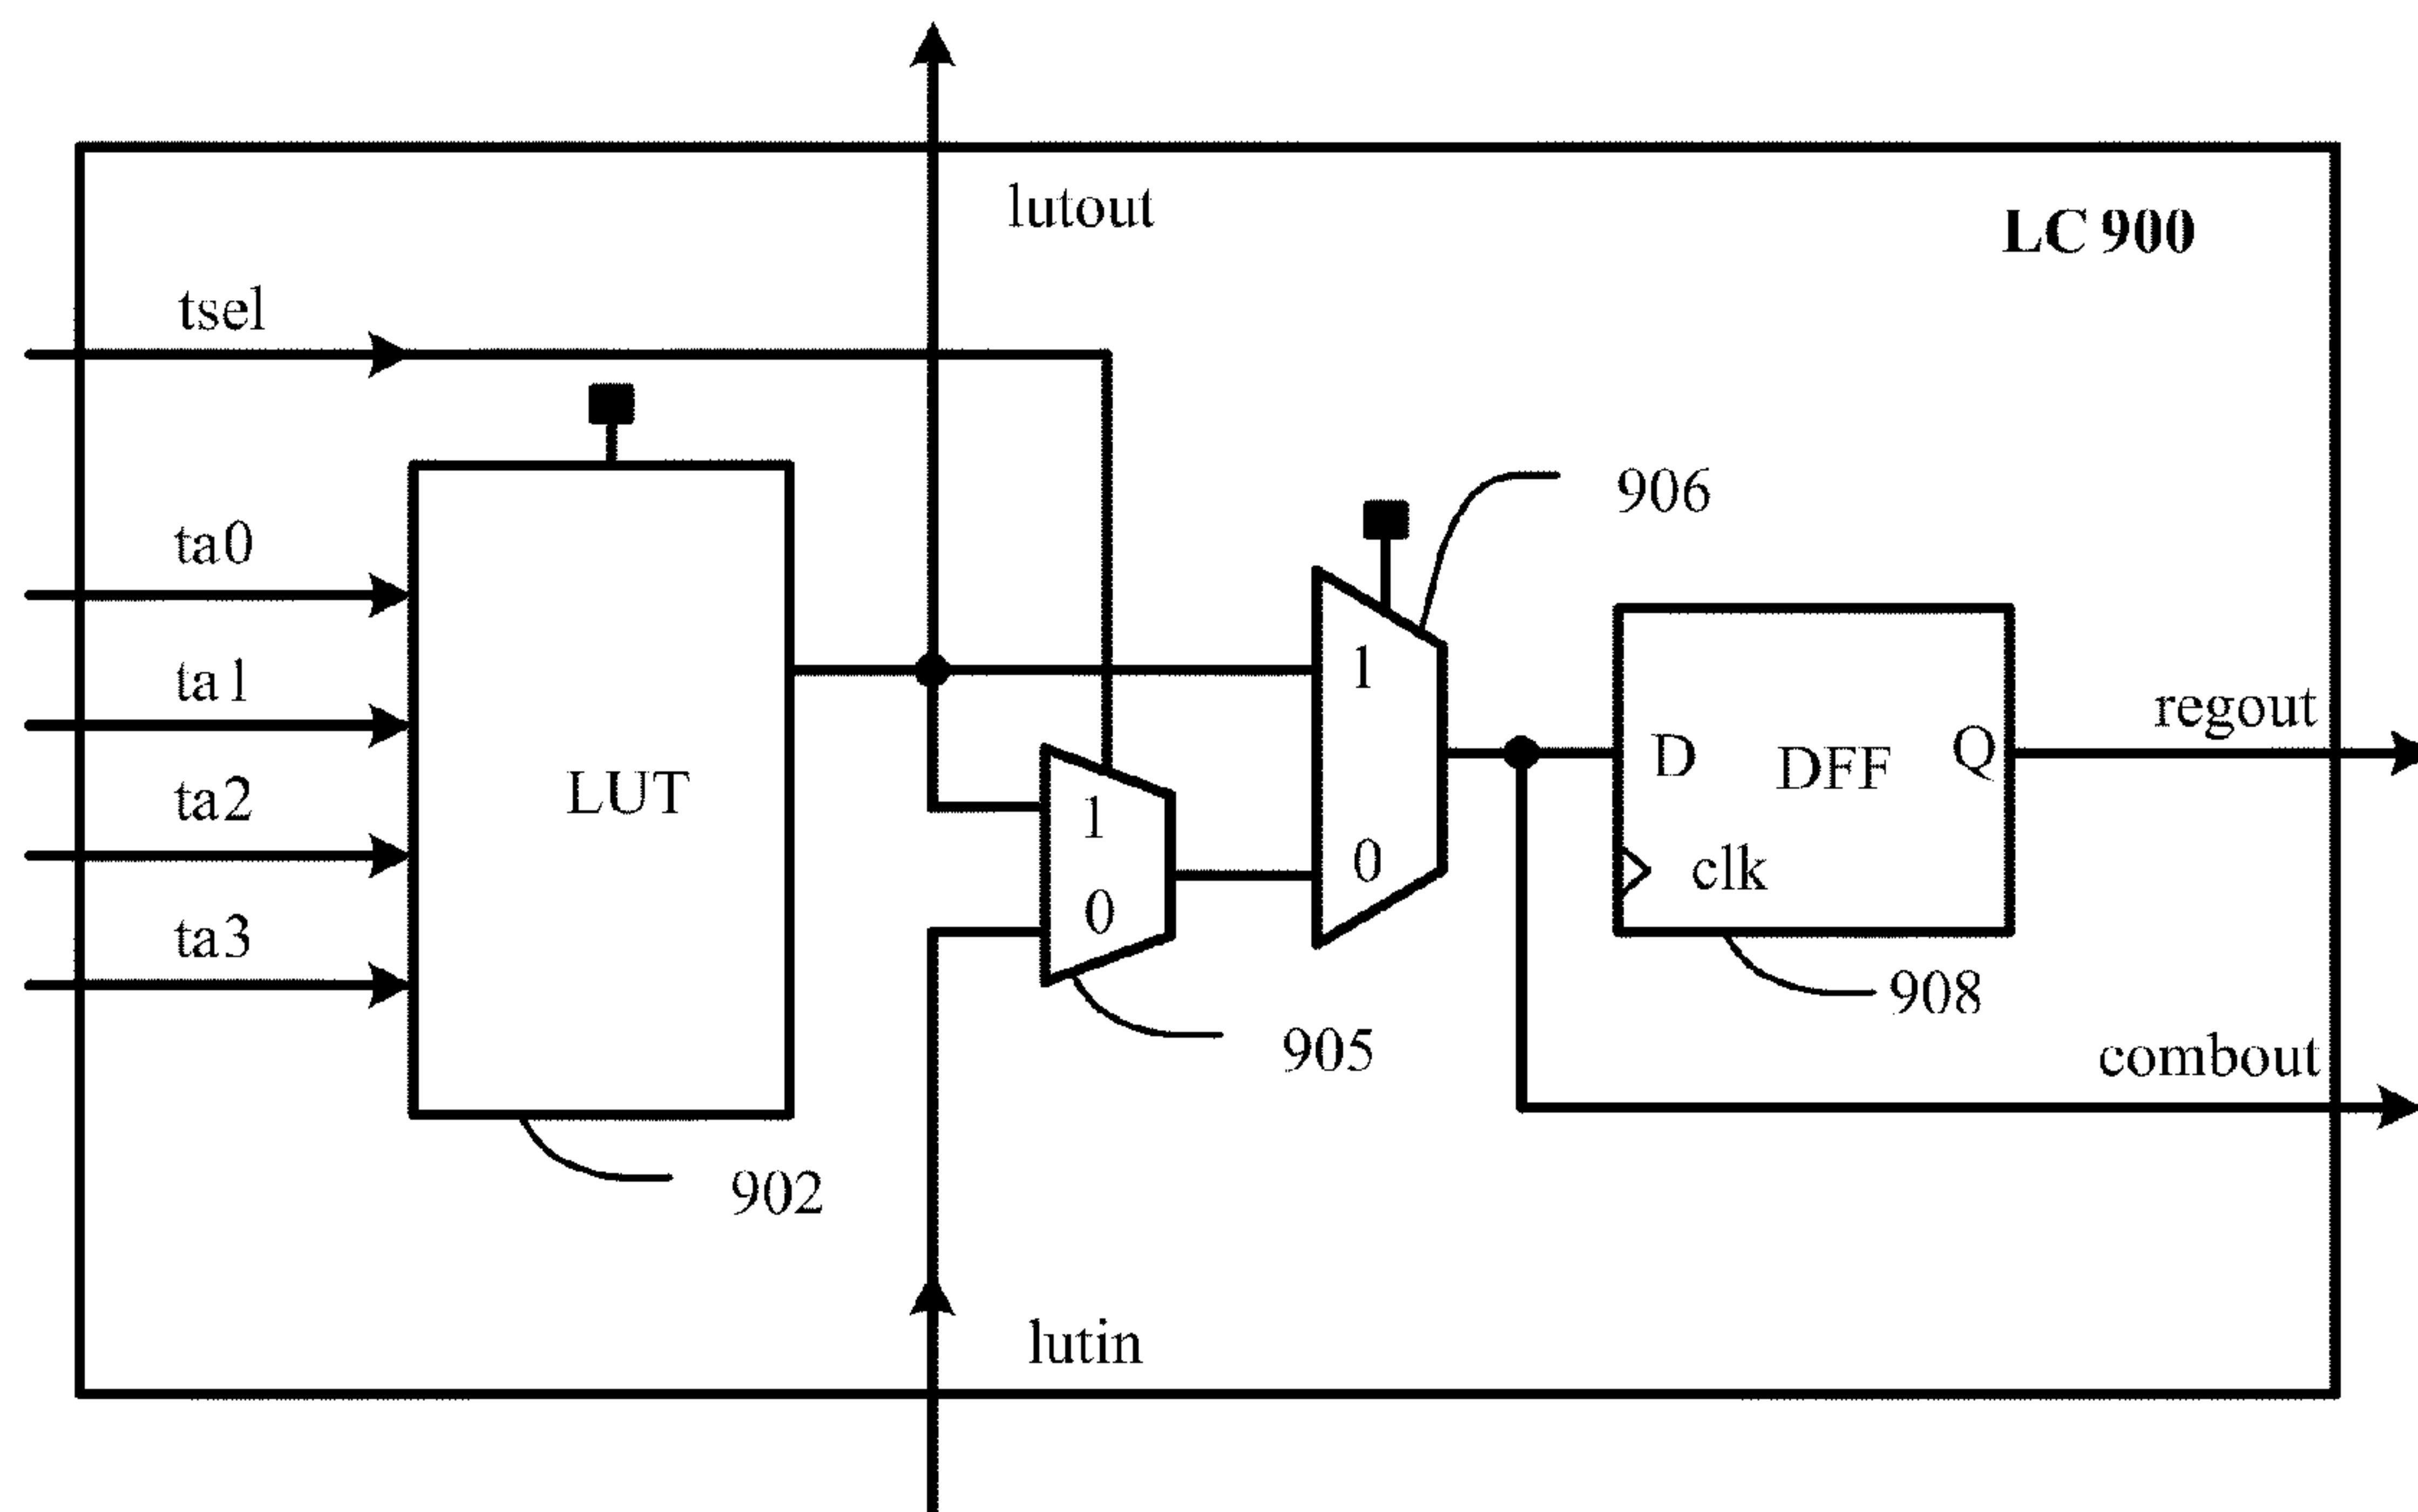 lutout
LC 900
tsel
906
ta0
1
ta1
regout
D
DFF
Q
LUT
ta2
1
0
clk
ta3
0
908
905
combout
902
lutin